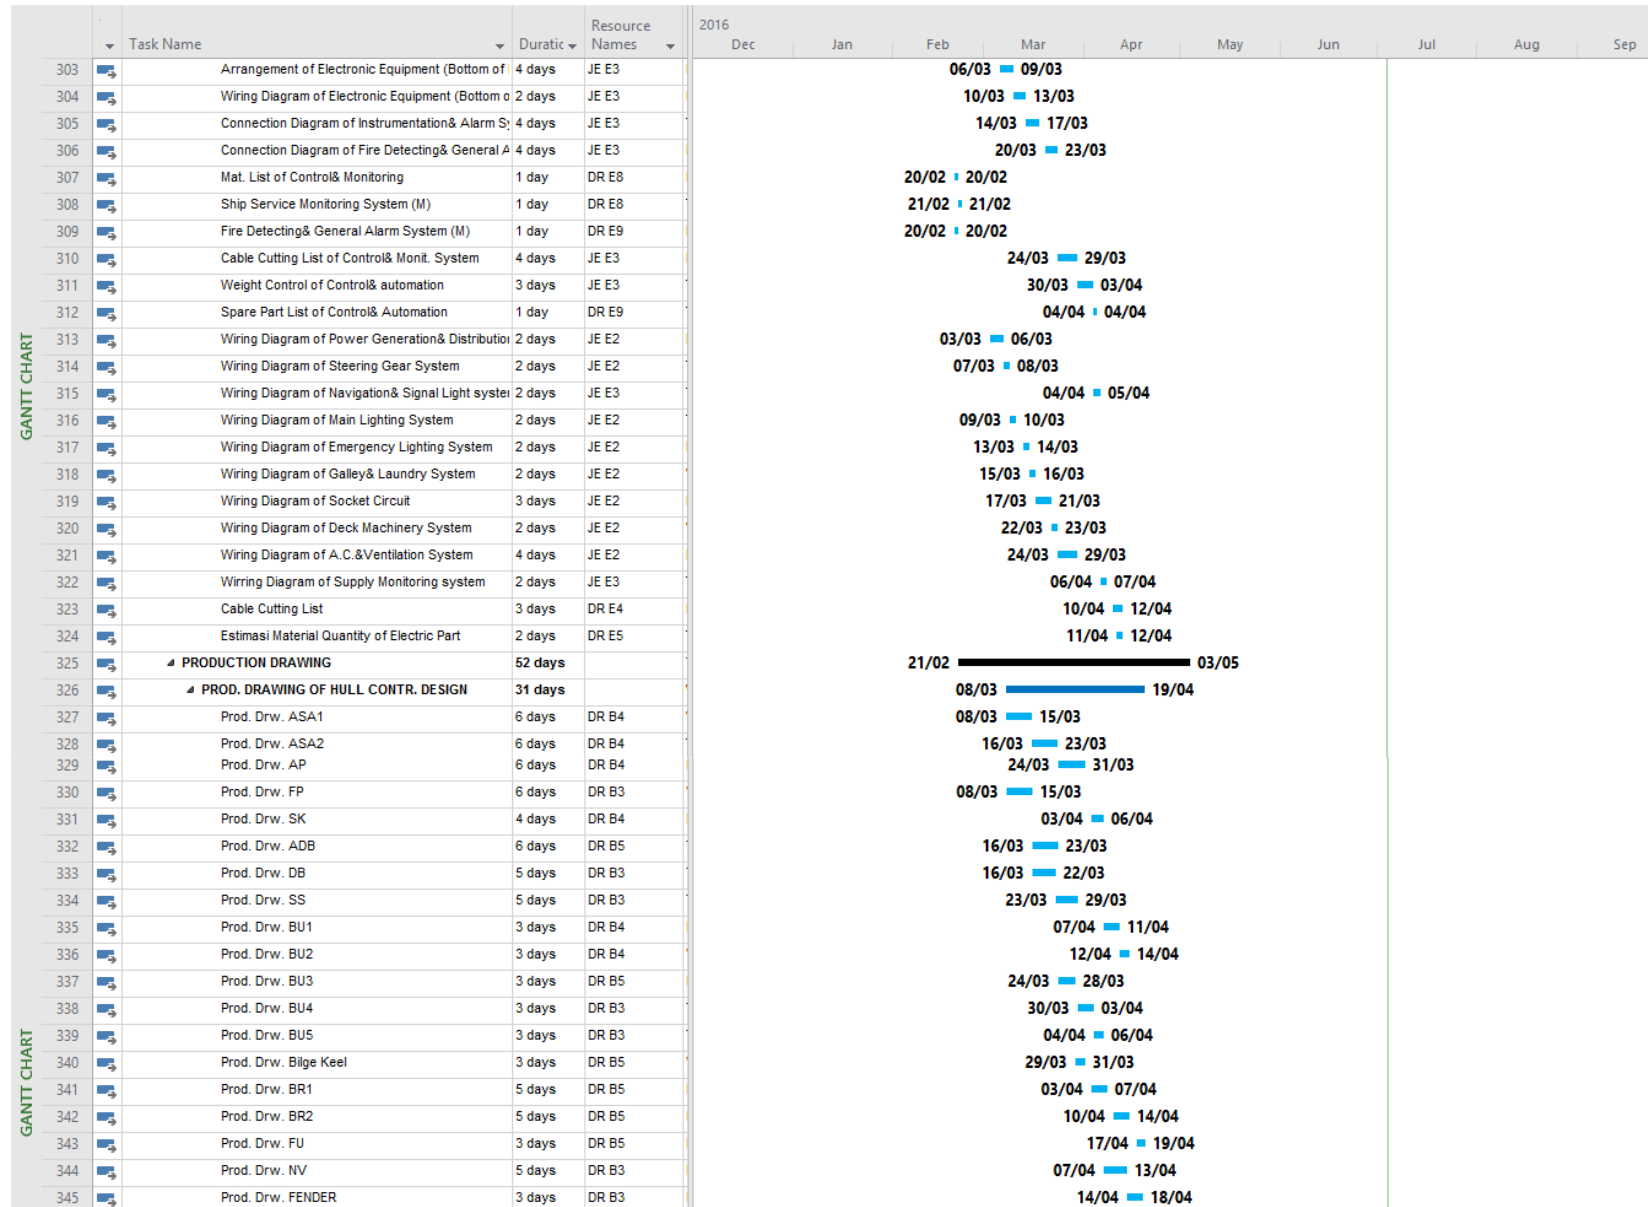 Resource
2016
Task Name Duratic Names Dec Jan Feb Mar Apr May Jun Jul Aug Sep
303 Arrangement of Electronic Equipment (Bottom of 4 days JE E3 06/03 09/03
304 Wiring Diagram of Electronic Equipment (Bottom o 2 days JE E3 10/03 13/03
305 Connection Diagram of Instrumentation& Alarm Sy 4 days JE E3 14/03 17/03
306 Connection Diagram of Fire Detecting& General A 4 days JE E3 20/03 23/03
307 Mat. List of Control& Monitoring 1 day DR E8 20/02 20/02
308 Ship Service Monitoring System (M) 1 day DR E8 21/02 21/02
309 Fire Detecting& General Alarm System (M) 1 day DR E9 20/02 20/02
310 Cable Cutting List of Control& Monit. System 4 days JE E3 24/03 29/03
311 Weight Control of Control& automation 3 days JE E3 30/03 03/04
312 Spare Part List of Control& Automation 1 day DR E9 04/04 04/04
313 Wiring Diagram of Power Generation& Distribution 2 days JE E2 03/03 06/03
314 Wiring Diagram of Steering Gear System 2 days JE E2 07/03 08/03
315 Wiring Diagram of Navigation& Signal Light syster 2 days JE E3 04/04 05/04
316 Wiring Diagram of Main Lighting System 2 days JE E2 09/03 10/03
317 Wiring Diagram of Emergency Lighting System 2 days JE E2 13/03 14/03
318 Wiring Diagram of Galley& Laundry System 2 days JE E2 15/03 16/03
319 Wiring Diagram of Socket Circuit 3 days JE E2 17/03 21/03
320 Wiring Diagram of Deck Machinery System 2 days JE E2 22/03 23/03
321 Wiring Diagram of A.C.&Ventilation System 4 days JE E2 24/03 29/03
322 Wirring Diagram of Supply Monitoring system 2 days JE E3 06/04 07/04
323 Cable Cutting List 3 days DR E4 10/04 12/04
324 Estimasi Material Quantity of Electric Part 2 days DR E5 11/04 12/04
325 PRODUCTION DRAWING 52 days 21/02 03/05
326 PROD. DRAWING OF HULL CONTR. DESIGN 31 days 08/03 19/04
327 Prod. Drw. ASA1 6 days DR B4 08/03 15/03
328 Prod. Drw. ASA2 6 days DR B4 16/03 23/03
329 Prod. Drw. AP 6 days DR B4 24/03 31/03
330 Prod. Drw. FP 6 days DR B3 08/03 15/03
331 Prod. Drw. SK 4 days DR B4 03/04 06/04
332 Prod. Drw. ADB 6 days DR B5 16/03 23/03
333 Prod. Drw. DB 5 days DR B3 16/03 22/03
334 Prod. Drw. SS 5 days DR B3 23/03 29/03
335 Prod. Drw. BU1 3 days DR B4 07/04 11/04
336 Prod. Drw. BU2 3 days DR B4 12/04 14/04
337 Prod. Drw. BU3 3 days DR B5 24/03 28/03
338 Prod. Drw. BU4 3 days DR B3 30/03 03/04
339 Prod. Drw. BU5 3 days DR B3 04/04 06/04
340 Prod. Drw. Bilge Keel 3 days DR B5 29/03 31/03
341 Prod. Drw. BR1 5 days DR B5 03/04 07/04
342 Prod. Drw. BR2 5 days DR B5 10/04 14/04
343 Prod. Drw. FU 3 days DR B5 17/04 19/04
344 Prod. Drw. NV 5 days DR B3 07/04 13/04
345 Prod. Drw. FENDER 3 days DR B3 14/04 18/04
GANTT CHART
GANTT CHART